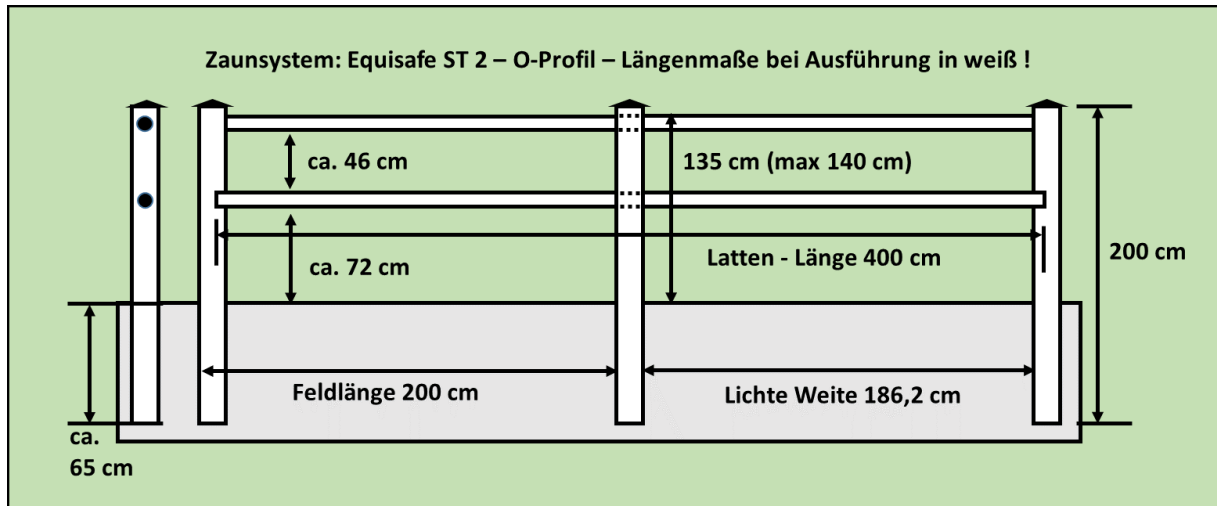 Zaunsystem: Equisafe ST 2 – O-Profil – Längenmaße bei Ausführung in weiß !
ca. 46 cm
135 cm (max 140 cm)
Latten - Länge 400 cm
200 cm
ca. 72 cm
Feldlänge 200 cm
Lichte Weite 186,2 cm
ca.
65 cm